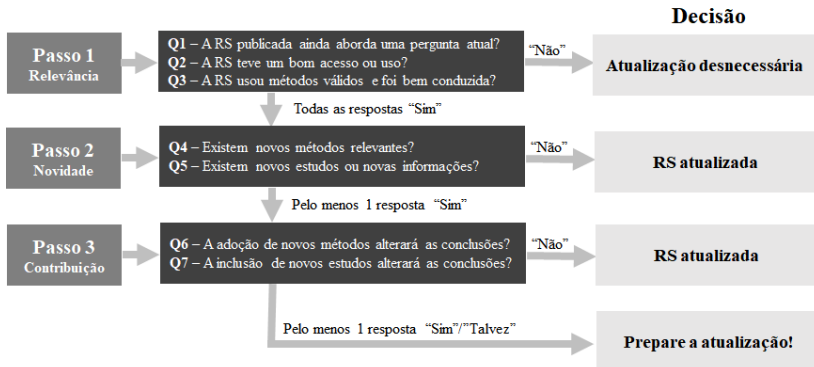 Decisão
Passo 1
Relevância
Q1 – A RS publicada ainda aborda uma pergunta atual?
Q2 – A RS teve um bom acesso ou uso?
Q3 – A RS usou métodos válidos e foi bem conduzida?
“Não”
Atualização desnecessária
Todas as respostas “Sim”
Passo 2
Novidade
Q4 – Existem novos métodos relevantes?
Q5 – Existem novos estudos ou novas informações?
“Não”
RS atualizada
Pelo menos 1 resposta “Sim”
Passo 3
Contribuição
Q6 – A adoção de novos métodos alterará as conclusões?
Q7 – A inclusão de novos estudos alterará as conclusões?
“Não”
RS atualizada
Pelo menos 1 resposta “Sim”/”Talvez”
Prepare a atualização!